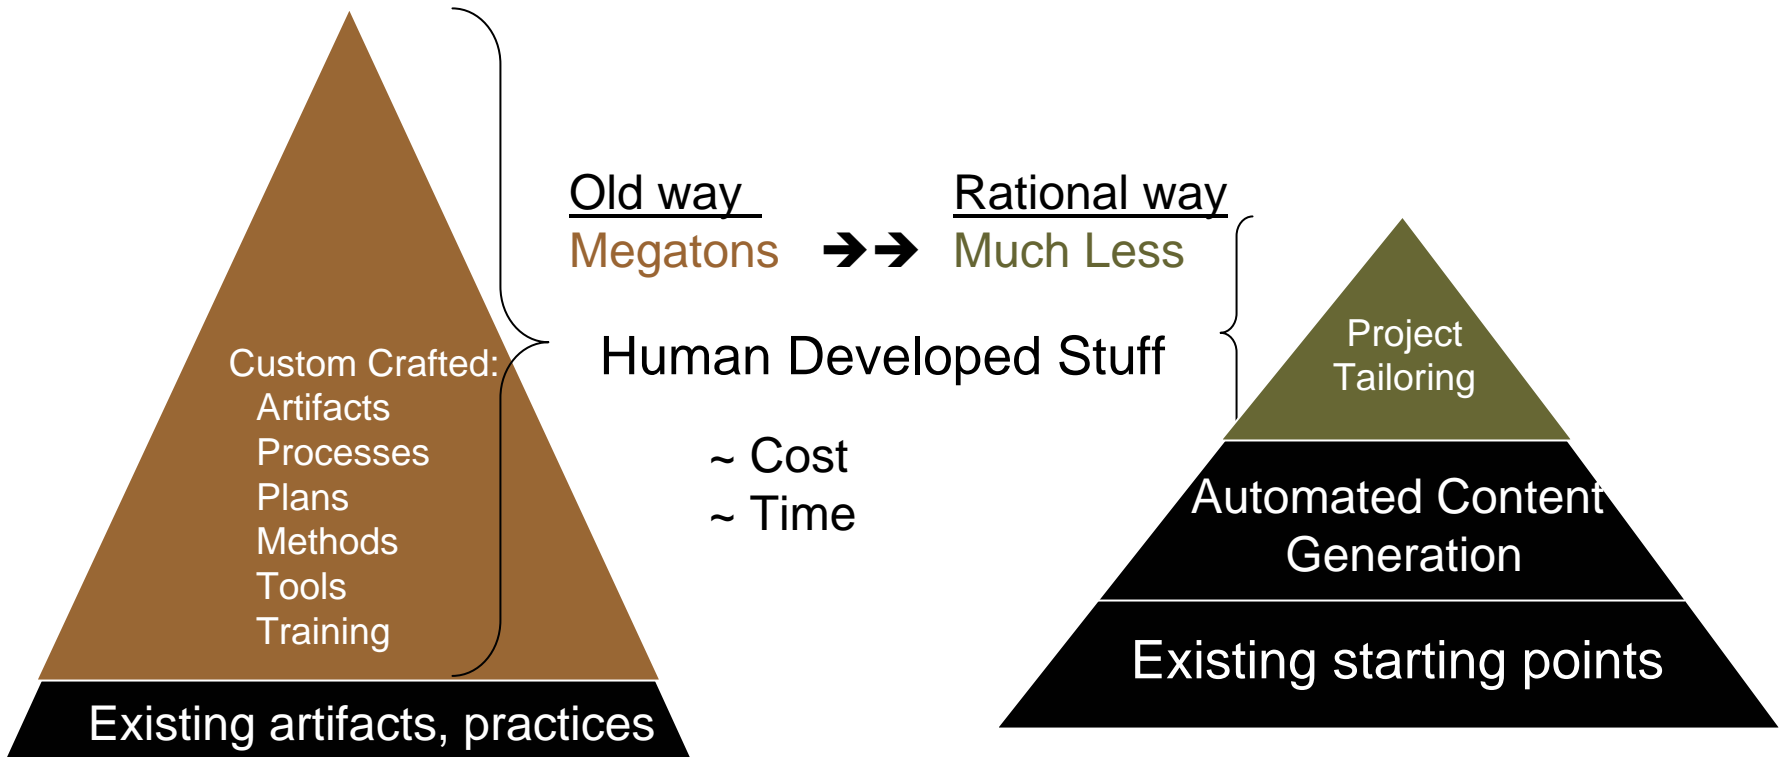 Old way
Rational way
Megatons ➔➔ Much Less
Human Developed Stuff
~ Cost
~ Time
Custom Crafted:
Artifacts
Processes
Plans
Methods
Tools
Training
Existing artifacts, practices
Project
Tailoring
Automated Content
Generation
Existing starting points